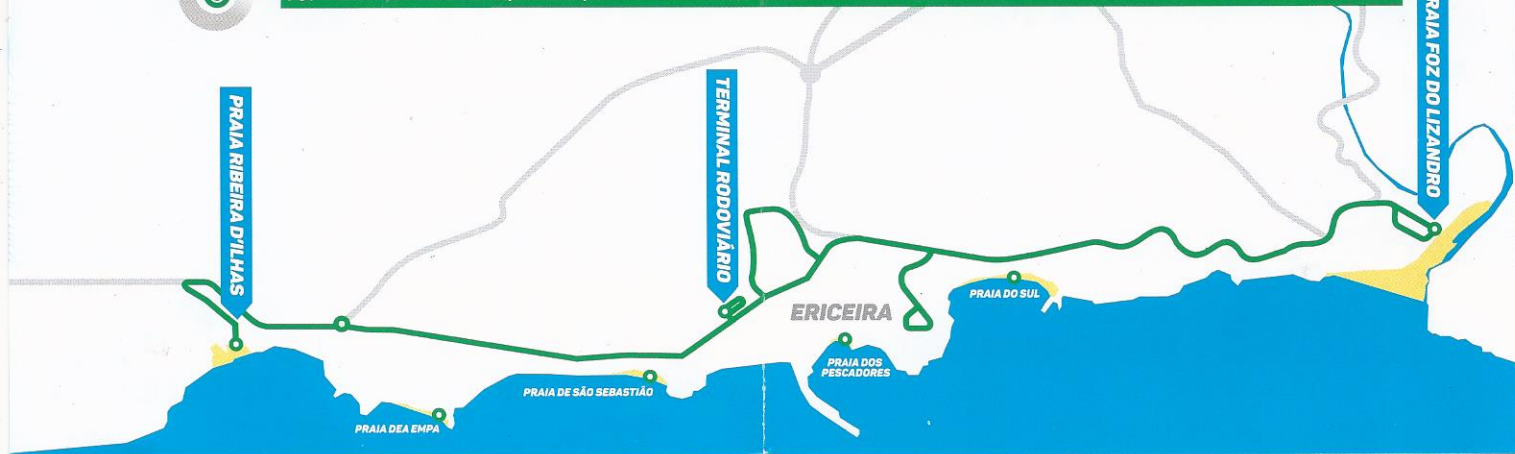 PRAIA RIBEIRA D'ILHAS
TERMINAL RODOVIÁRIO
RAIA FOZ DO LIZANDRO
ERICEIRA
PRAIA DO SUL
PRAIA DOS
PESCADORES
PRAIA DE SÃO SEBASTIÃO
PRAIA DEA EMPA